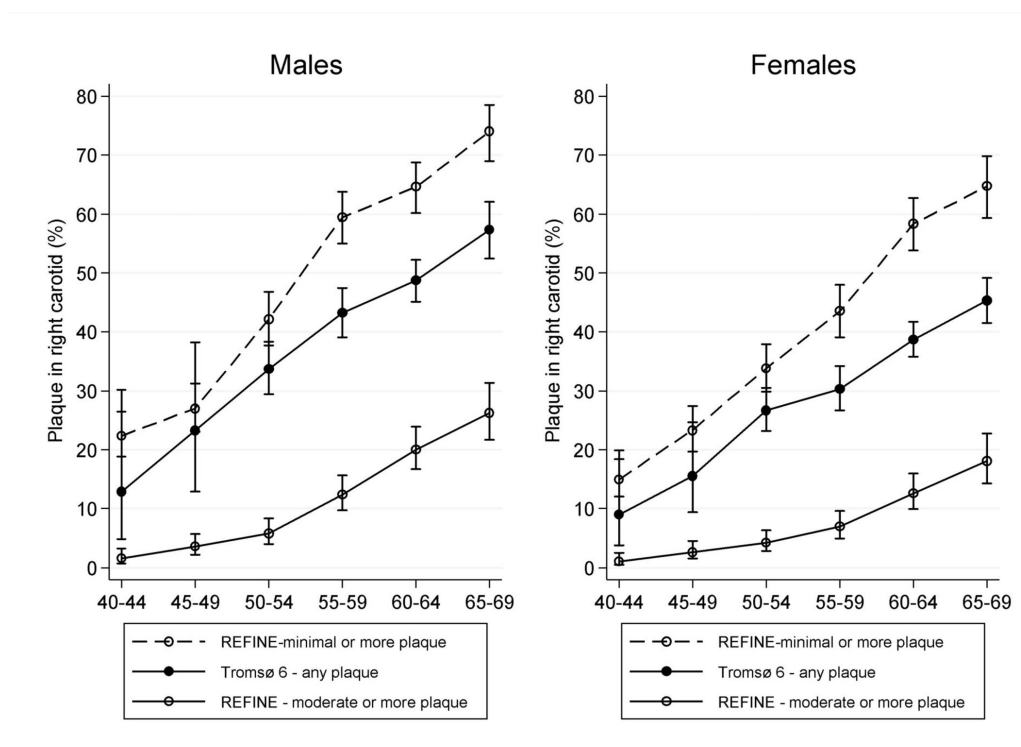 Males
Plaque in right carotid (%)
80
70
60
50
40
30
20
10
0
40-44 45-49 50-54 55-59 60-64 65-69
REFINE-minimal or more plaque
Tromsø 6 - any plaque
REFINE - moderate or more plaque
Females
Plaque in right carotid (%)
80
70
60
50
40
30
20
10
0
40-44 45-49 50-54 55-59 60-64 65-69
REFINE-minimal or more plaque
Tromsø 6 - any plaque
REFINE - moderate or more plaque